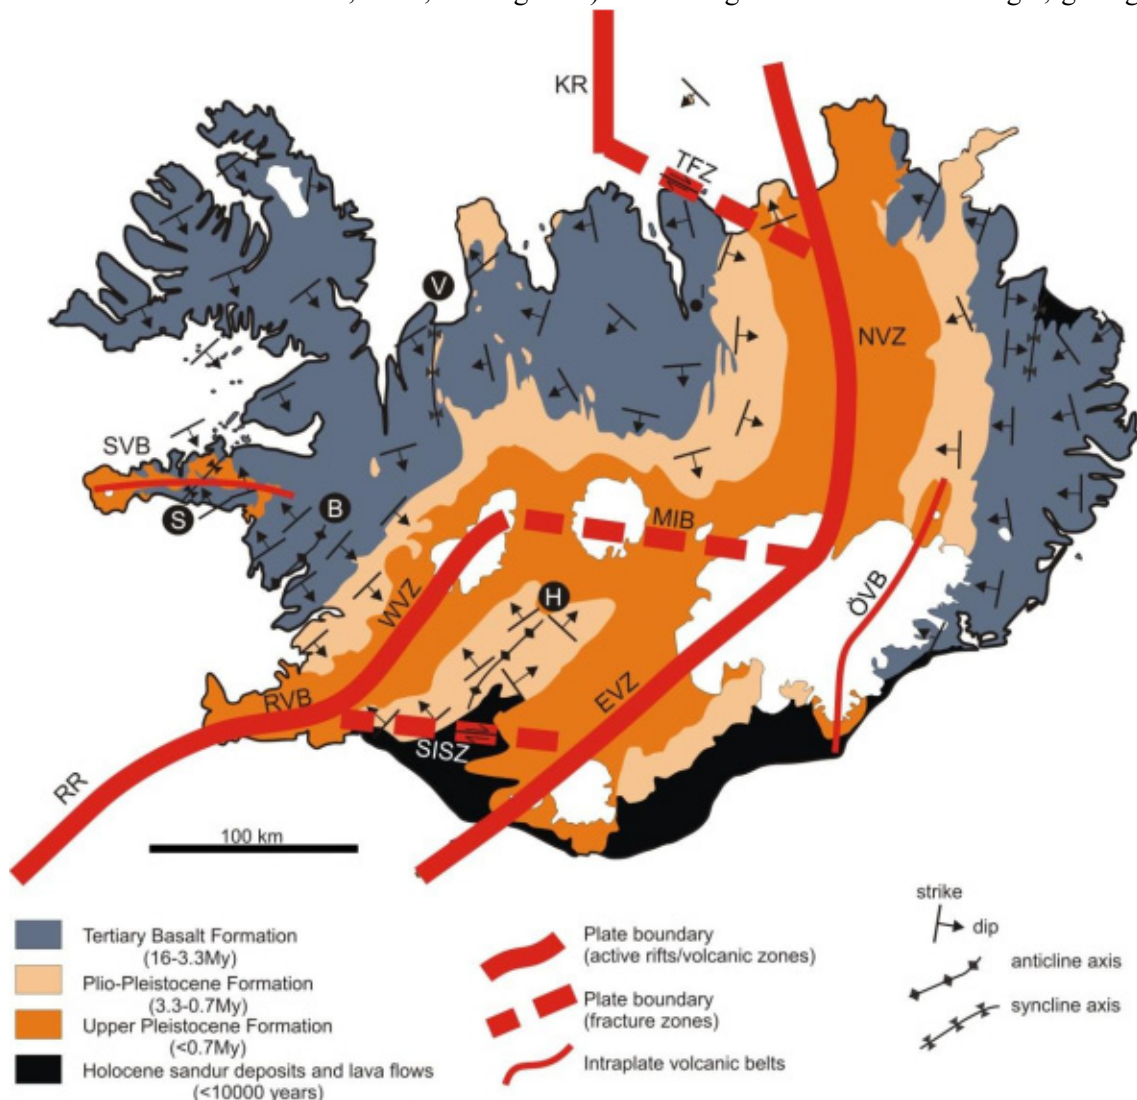 KR
TFZ
V
NVZ
SVB
S
B
MIB
WVZ
H
ÖVB
EVZ
RVB
SISZ
RR
100 km
strike
dip
anticline axis
syncline axis
Tertiary Basalt Formation
(16-3.3My)
Plio-Pleistocene Formation
(3.3-0.7My)
Upper Pleistocene Formation
(<0.7My)
Holocene sandur deposits and lava flows
(<10000 years)
Plate boundary
(active rifts/volcanic zones)
Plate boundary
(fracture zones)
Intraplate volcanic belts